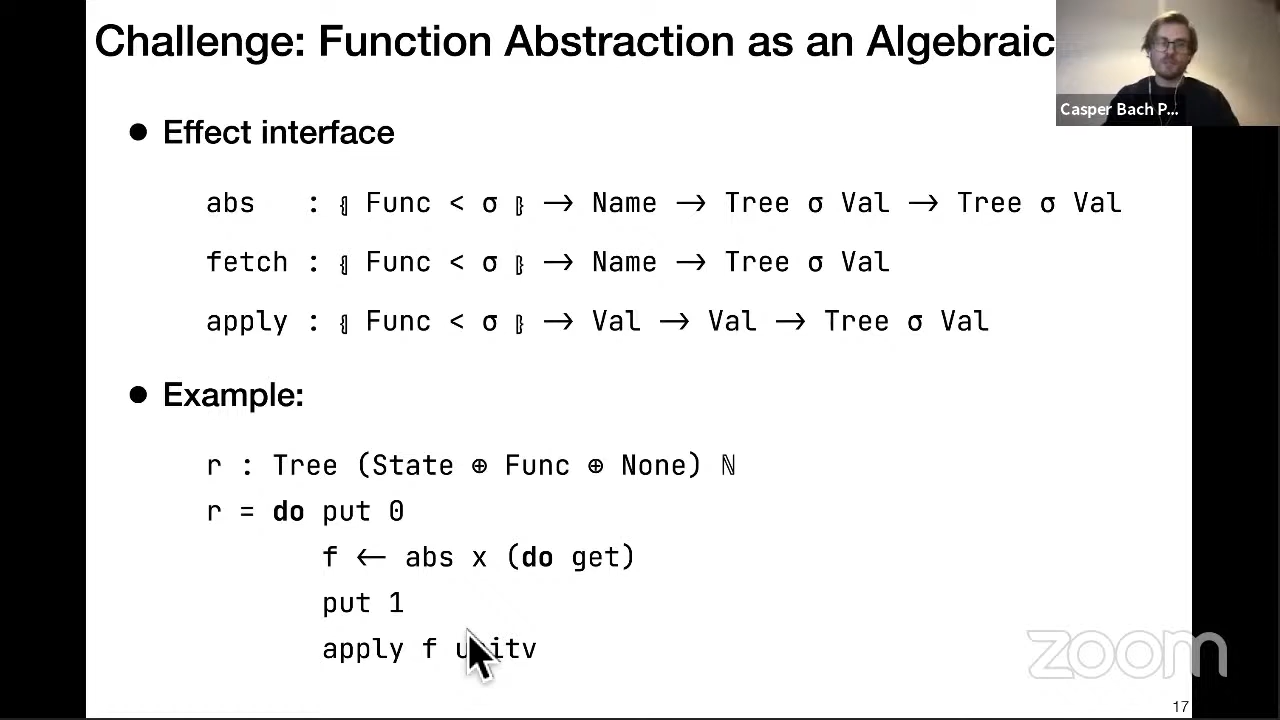 Challenge: Function Abstraction as an Algebraic
Casper Bach P...
● Effect interface
abs : ⦃ Func < σ ⦄ → Name → Tree σ Val → Tree σ Val
fetch : ⦃ Func < σ ⦄ → Name → Tree σ Val
apply : ⦃ Func < σ ⦄ → Val → Val → Tree σ Val
● Example:
r : Tree (State ⊕ Func ⊕ None) ℕ
r = do put 0
f ← abs x (do get)
put 1
apply f
zoom
17